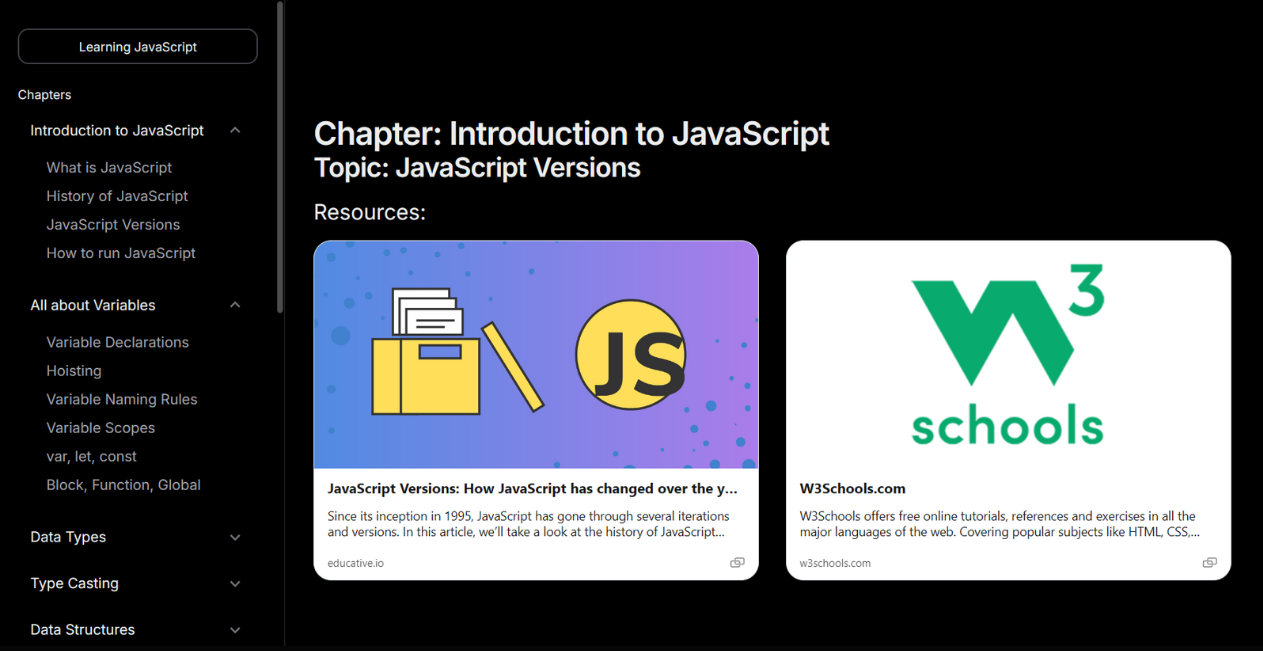 Learning JavaScript
Chapters
Introduction to JavaScript
What is JavaScript
History of JavaScript
JavaScript Versions
How to run JavaScript
All about Variables
Variable Declarations
Hoisting
Variable Naming Rules
Variable Scopes
var, let, const
Block, Function, Global
Data Types
Type Casting
Data Structures
Chapter: Introduction to JavaScript
Topic: JavaScript Versions
Resources:
JS
JavaScript Versions: How JavaScript has changed over the y...
Since its inception in 1995, JavaScript has gone through several iterations
and versions. In this article, we'll take a look at the history of JavaScript...
educative.io
W3
schools
W3Schools.com
W3Schools offers free online tutorials, references and exercises in all the
major languages of the web. Covering popular subjects like HTML, CSS,...
w3schools.com